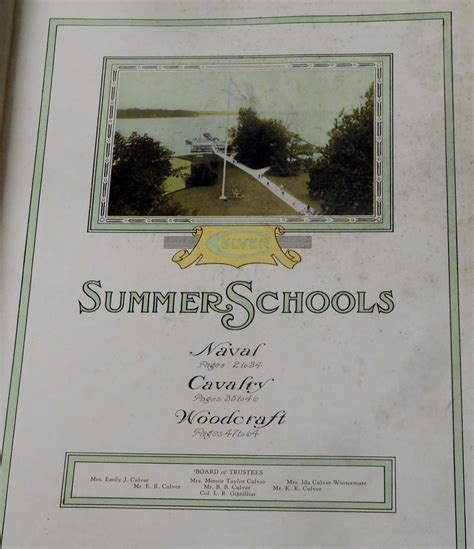 CULVER
SUMMER SCHOOLS
Naval
Pages 2 to 34
Cavalry
Pages 35 to 46
Woodcraft
Pages 47 to 64
BOARD OF TRUSTEES
Mrs. Emily J. Culver Mrs. Minnie Taylor Culver Mrs. Ida Culver Wintermute
Mr. E. R. Culver Mr. B. B. Culver Mr. K. K. Culver
Col. L. R. Gignilliat